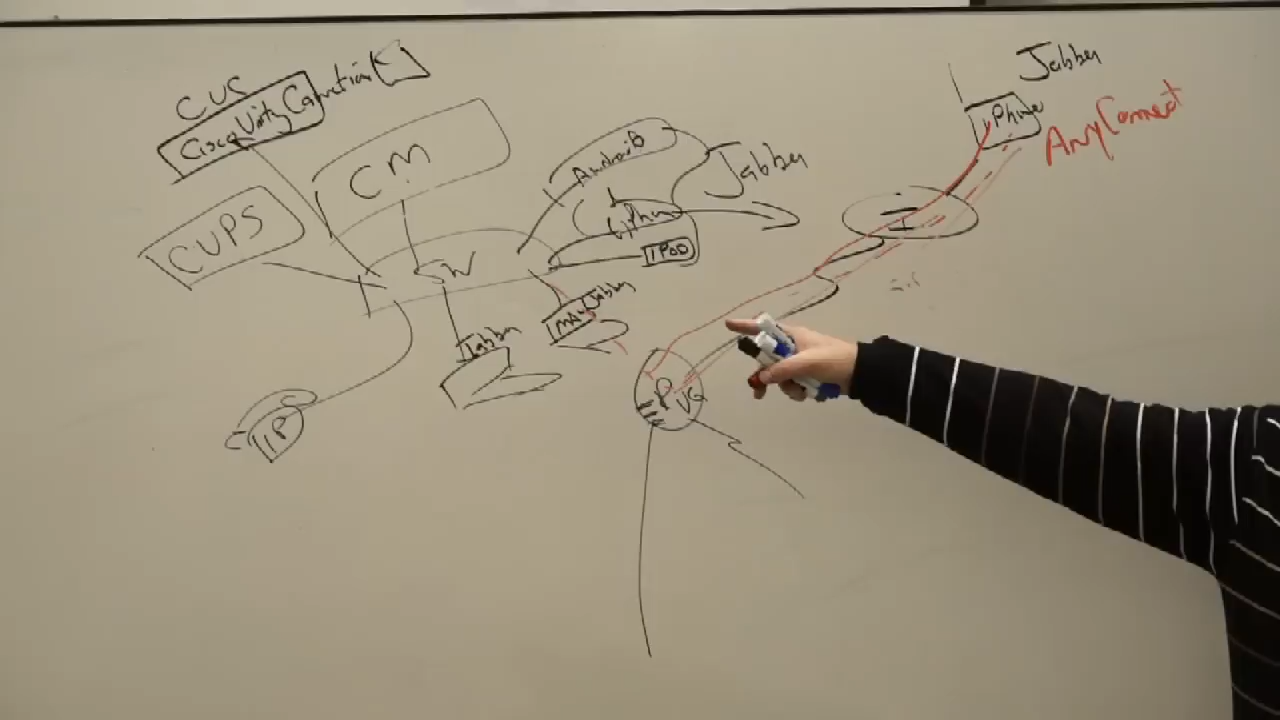 CUC
Cisco Unity Connection
CM
CUPS
SW
Android
iPhone
IPOD
Jabber
MAC Jabber
Jabber
IP
VG
I
Jabber
iPhone
AnyConnect